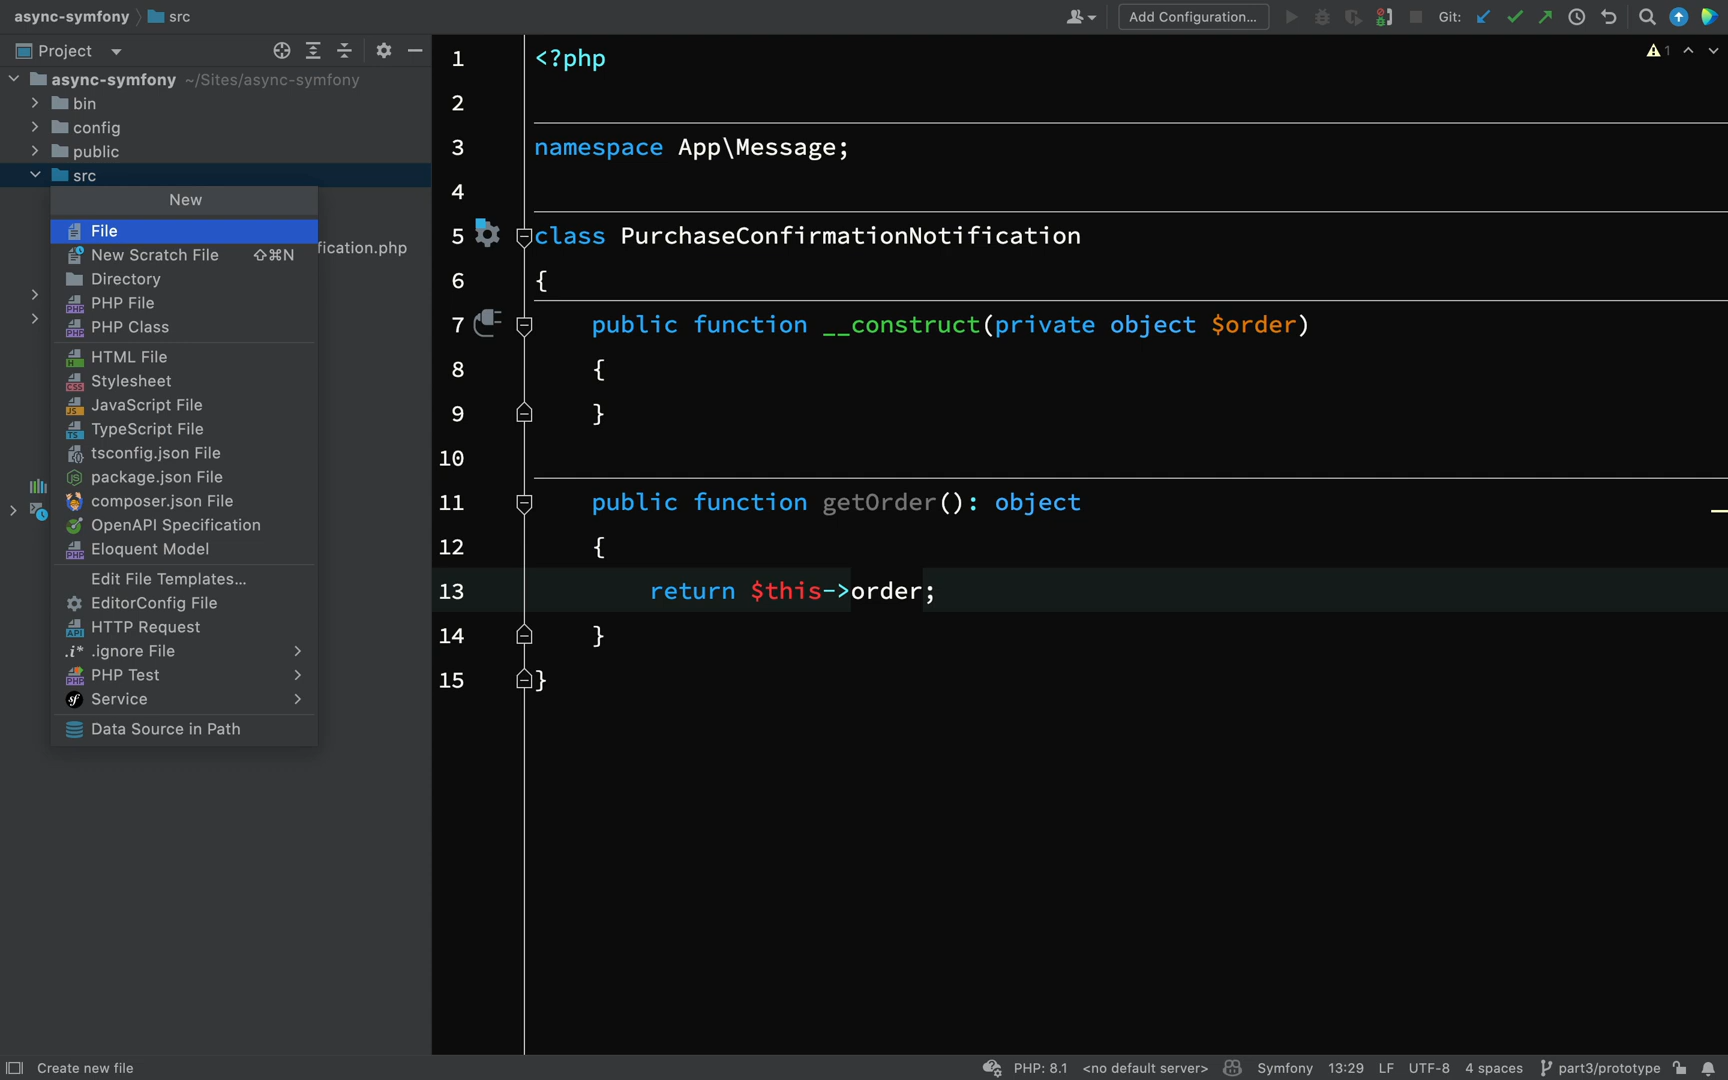 async-symfony src
Add Configuration...
Git:
Project
async-symfony ~/Sites/async-symfony
bin
config
public
src
fication.php
New
File
New Scratch File ⇧⌘N
Directory
PHP File
PHP Class
HTML File
Stylesheet
JavaScript File
TypeScript File
tsconfig.json File
package.json File
composer.json File
OpenAPI Specification
Eloquent Model
Edit File Templates...
EditorConfig File
HTTP Request
.i* .ignore File
PHP Test
Service
Data Source in Path
1 <?php
2
3 namespace App\Message;
4
5 class PurchaseConfirmationNotification
6 {
7 public function __construct(private object $order)
8 {
9 }
10
11 public function getOrder(): object
12 {
13 return $this->order;
14 }
15 }
1
Create new file
PHP: 8.1 <no default server> Symfony 13:29 LF UTF-8 4 spaces part3/prototype